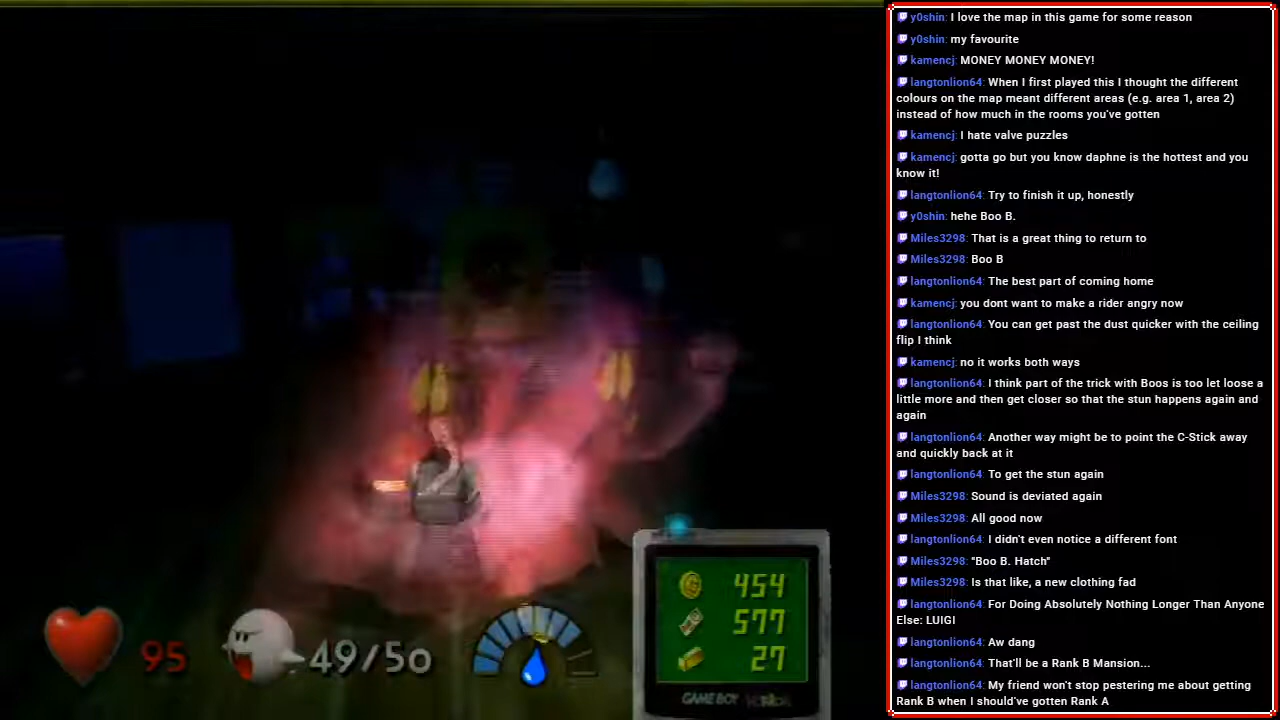 y0shin: I love the map in this game for some reason
y0shin: my favourite
kamencj: MONEY MONEY MONEY!
langtonlion64: When I first played this I thought the different
colours on the map meant different areas (e.g. area 1, area 2)
instead of how much in the rooms you've gotten
kamencj: I hate valve puzzles
kamencj: gotta go but you know daphne is the hottest and you
know it!
langtonlion64: Try to finish it up, honestly
y0shin: hehe Boo B.
Miles3298: That is a great thing to return to
Miles3298: Boo B
langtonlion64: The best part of coming home
kamencj: you dont want to make a rider angry now
langtonlion64: You can get past the dust quicker with the ceiling
flip I think
kamencj: no it works both ways
langtonlion64: I think part of the trick with Boos is too let loose a
little more and then get closer so that the stun happens again and
again
langtonlion64: Another way might be to point the C-Stick away
and quickly back at it
langtonlion64: To get the stun again
Miles3298: Sound is deviated again
Miles3298: All good now
langtonlion64: I didn't even notice a different font
Miles3298: "Boo B. Hatch"
Miles3298: Is that like, a new clothing fad
langtonlion64: For Doing Absolutely Nothing Longer Than Anyone
Else: LUIGI
langtonlion64: Aw dang
langtonlion64: That'll be a Rank B Mansion...
langtonlion64: My friend won't stop pestering me about getting
Rank B when I should've gotten Rank A
454
577
27
GAME BOY HORROR
95
49/50